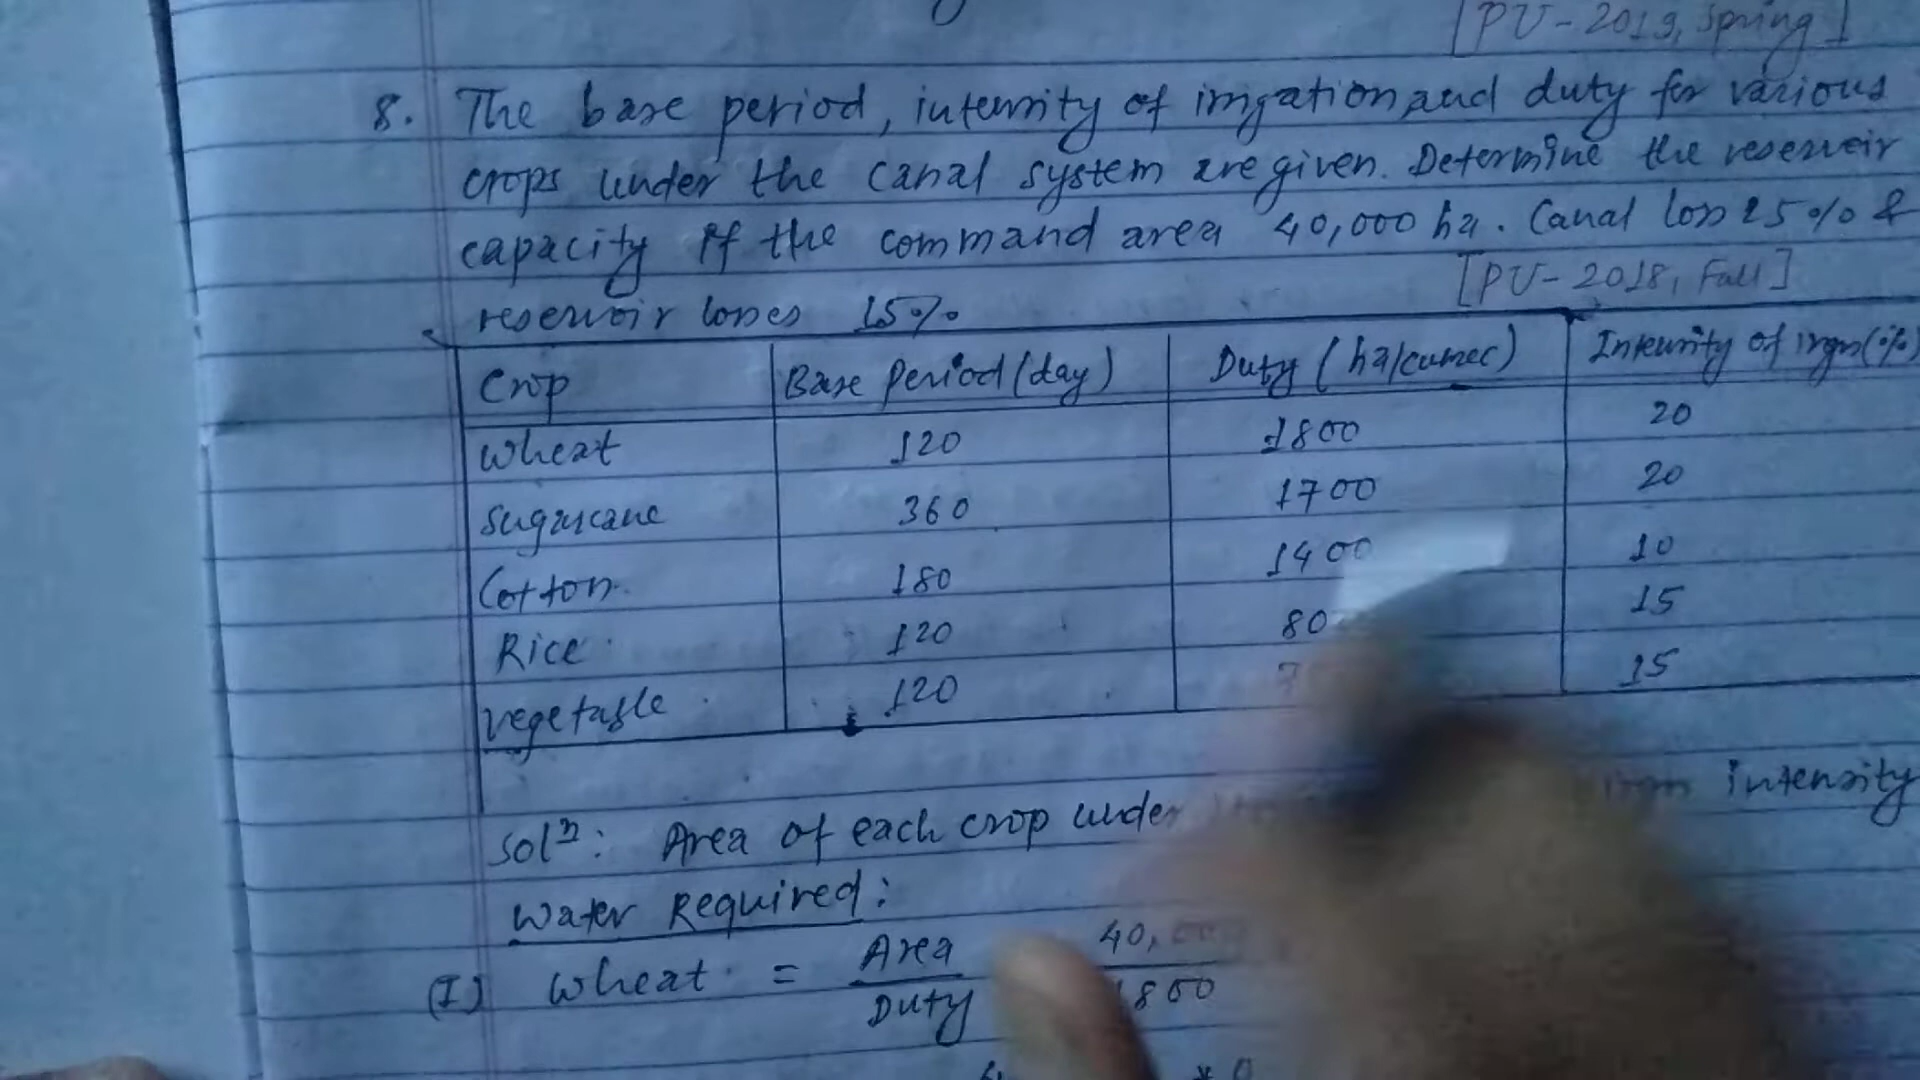 [PU-2019, spring]
8. The base period, intensity of irrigation, and duty for various
crops under the canal system are given. Determine the reservoir
capacity if the command area 40,000 ha. Canal loss 25% &
reservoir losses 15%
[PU-2018, Fall]
Crop Base period (day) Duty (ha/cumec) Intensity of irgn (%)
wheat 120 1800 20
sugarcane 360 1700 20
Cotton 180 1400 10
Rice 120 80 15
vegetable 120 15
Solⁿ: Area of each crop under intensity
Water Required:
(I) Wheat = Area / Duty 40, / 1800